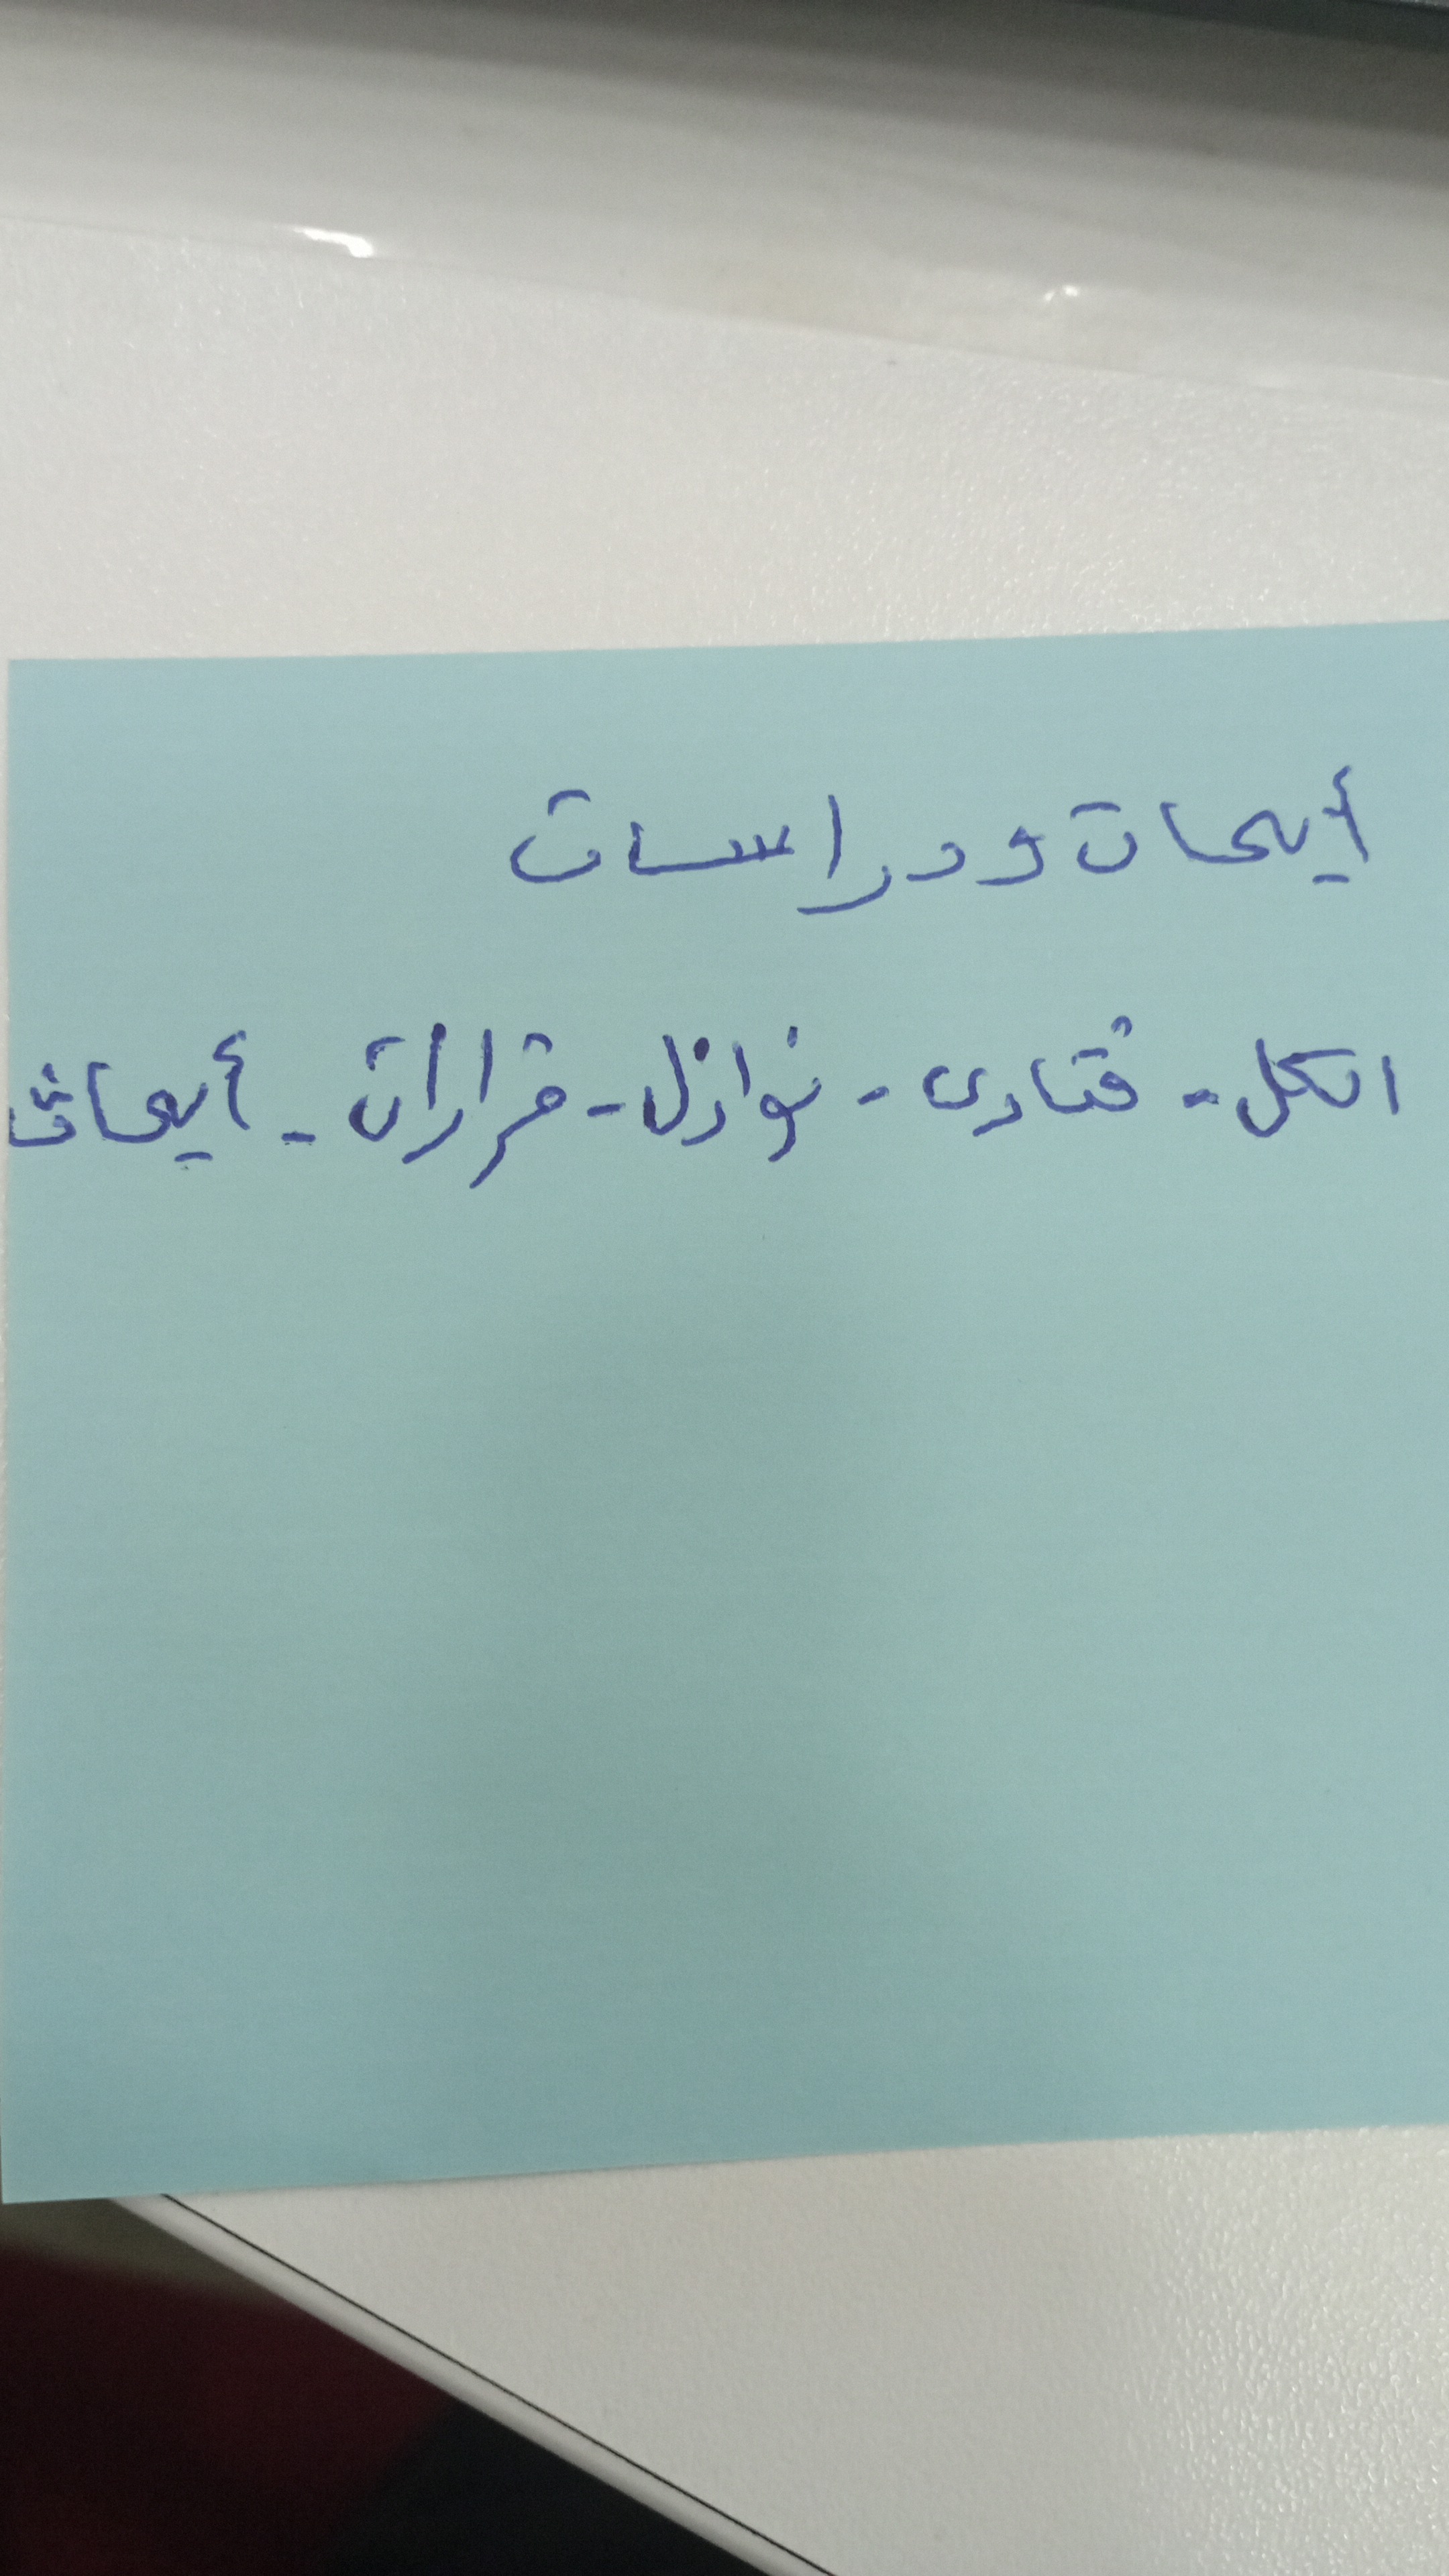 أبحاث ودراسات
الكل - فتاوى - نوازل - قرارات - أبحاث